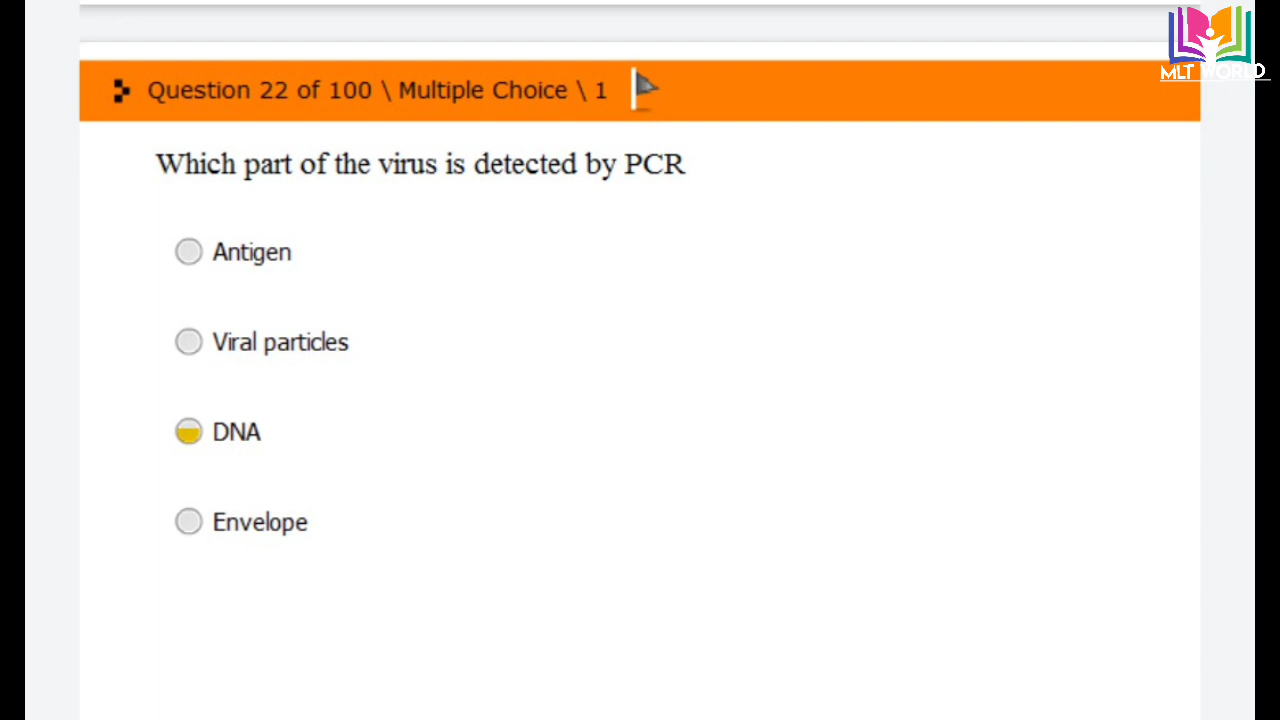 MLT WORLD
Question 22 of 100 \ Multiple Choice \ 1
Which part of the virus is detected by PCR
Antigen
Viral particles
DNA
Envelope